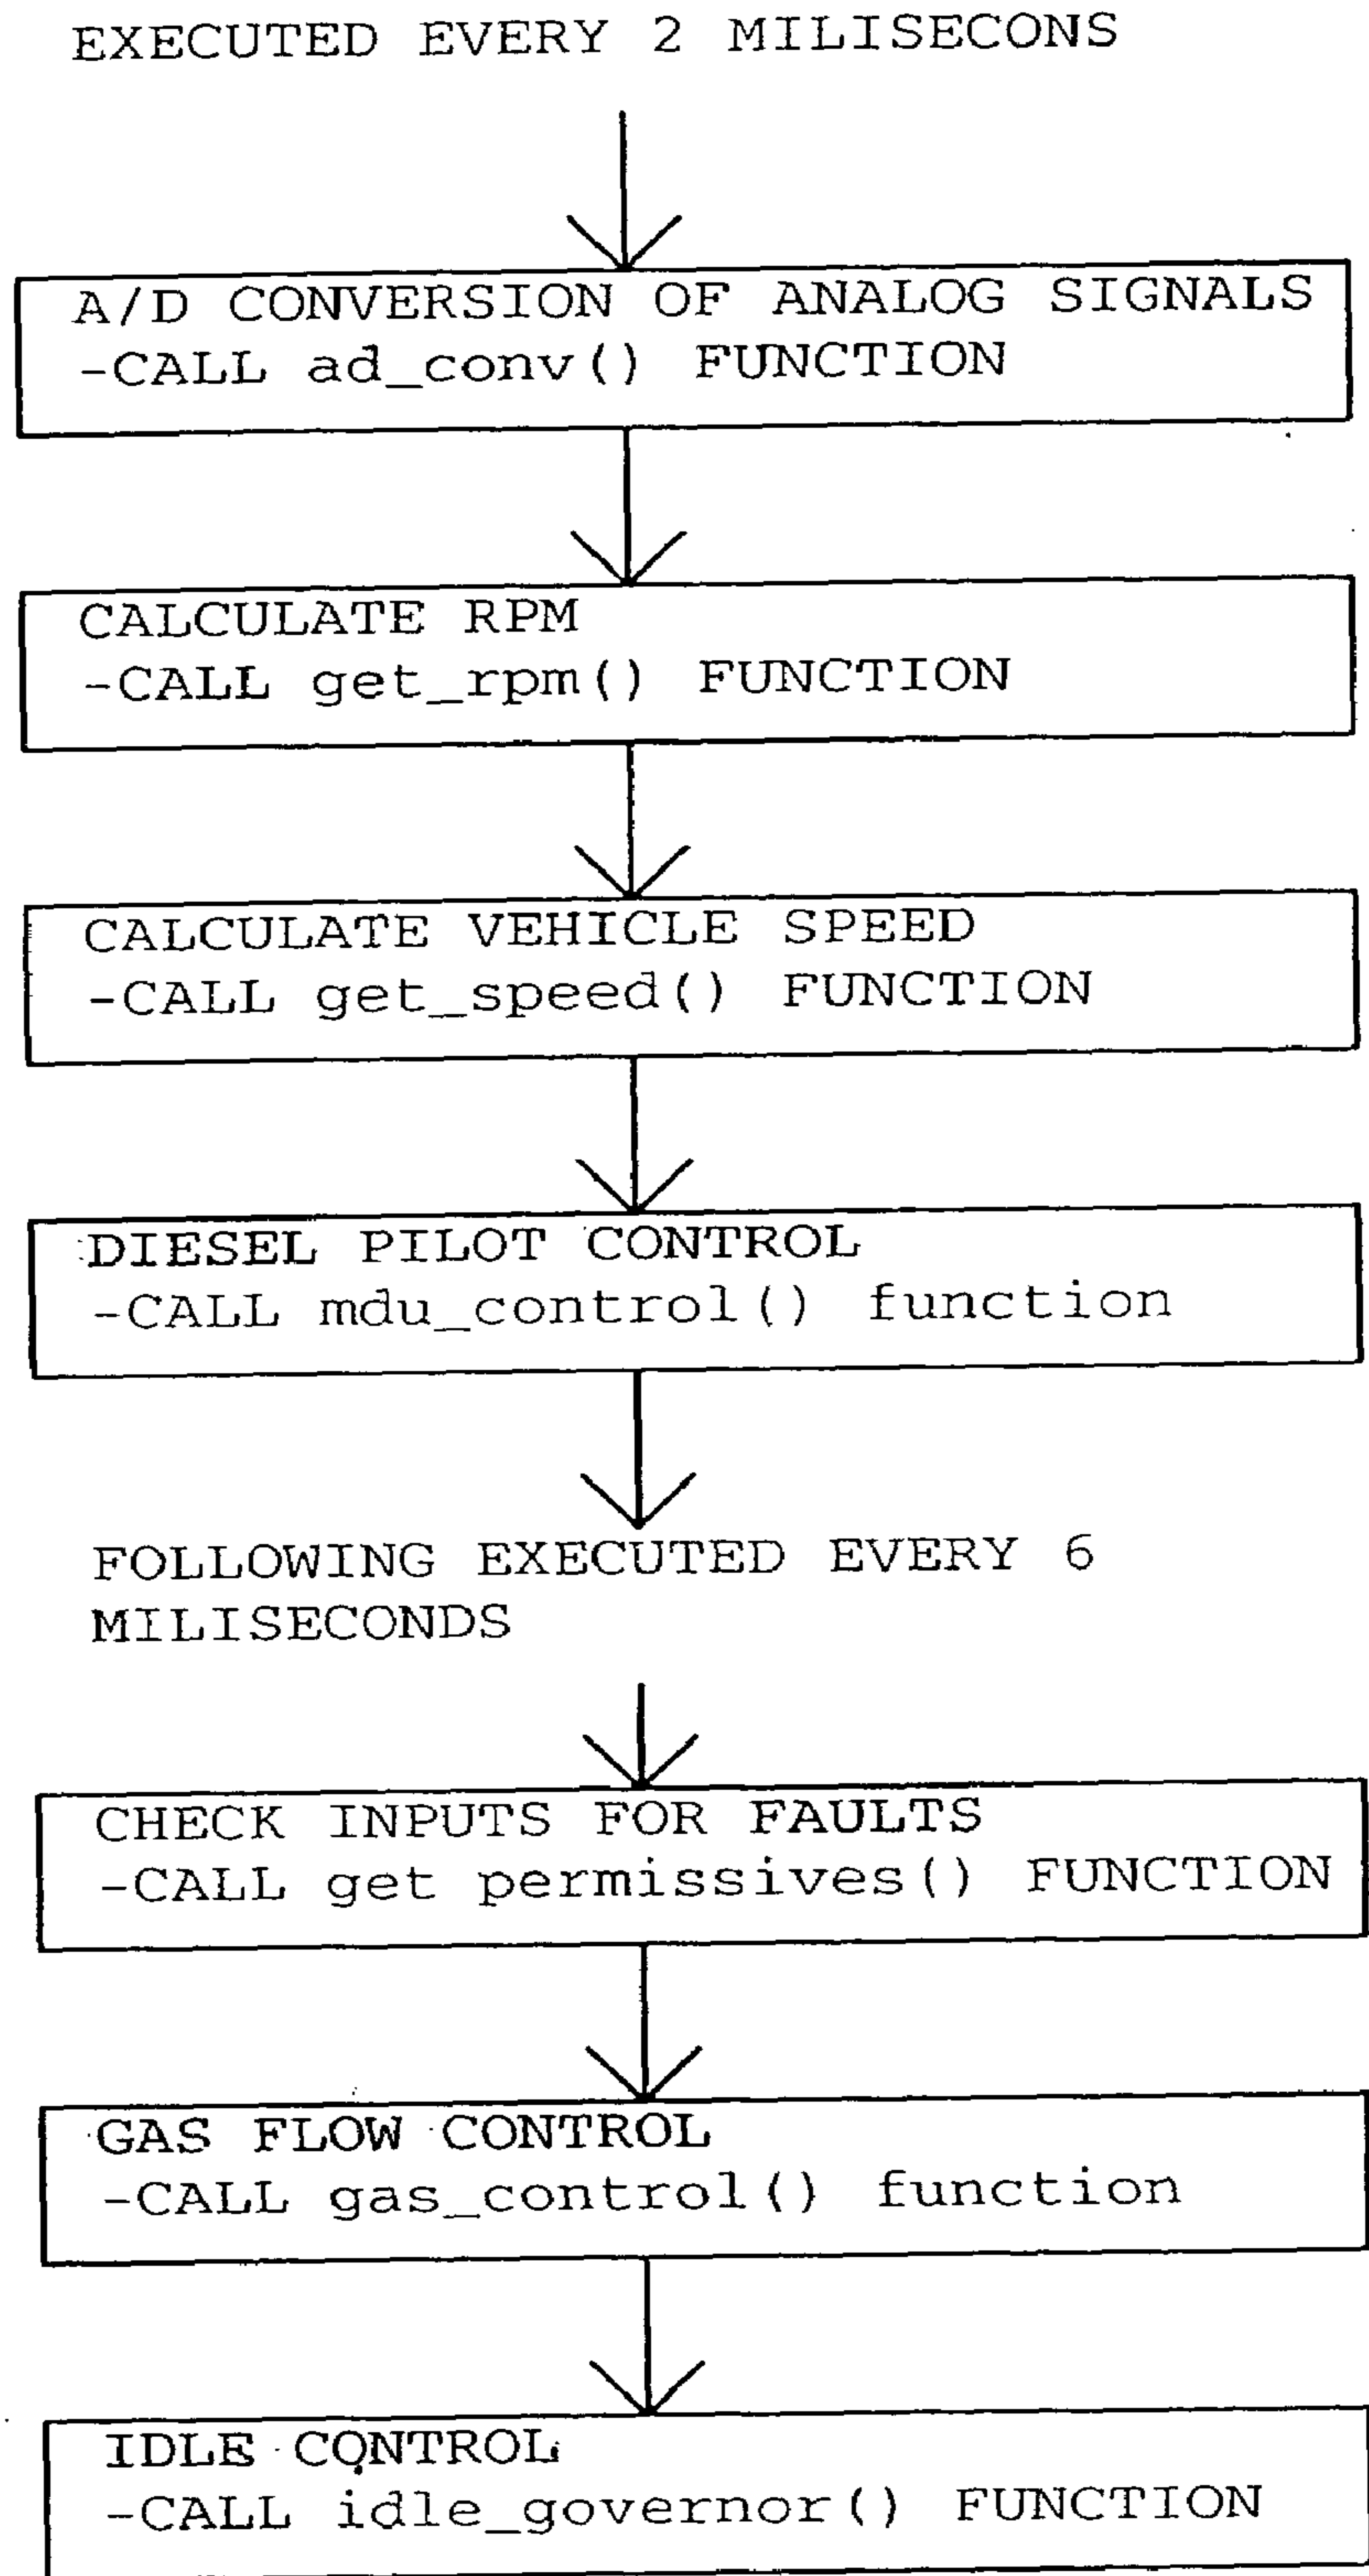 EXECUTED EVERY 2 MILISECONS
A/D CONVERSION OF ANALOG SIGNALS
-CALL ad_conv() FUNCTION
CALCULATE RPM
-CALL get_rpm() FUNCTION
CALCULATE VEHICLE SPEED
-CALL get_speed() FUNCTION
DIESEL PILOT CONTROL
-CALL mdu_control() function
FOLLOWING EXECUTED EVERY 6
MILISECONDS
CHECK INPUTS FOR FAULTS
-CALL get permissives() FUNCTION
GAS FLOW CONTROL
-CALL gas_control() function
IDLE CONTROL
-CALL idle_governor() FUNCTION